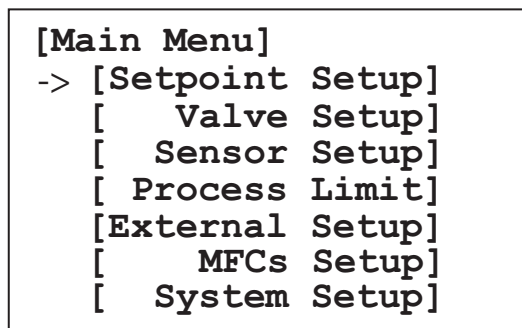 [Main Menu]
-> [Setpoint Setup]
[   Valve Setup]
[  Sensor Setup]
[ Process Limit]
[External Setup]
[    MFCs Setup]
[  System Setup]